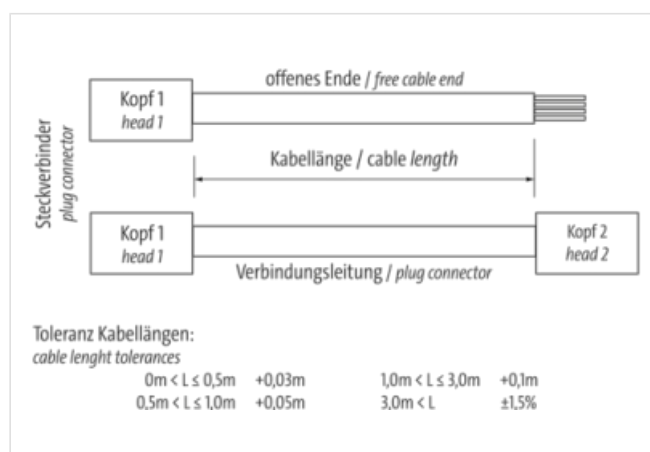 offenes Ende / free cable end
Kopf 1
head 1
Steckverbinder
plug connector
Kabellänge / cable length
Kopf 1
head 1
Kopf 2
head 2
Verbindungsleitung / plug connector
Toleranz Kabellängen:
cable lenght tolerances
0m < L ≤ 0,5m +0,03m 1,0m < L ≤ 3,0m +0,1m
0,5m < L ≤ 1,0m +0,05m 3,0m < L ±1,5%